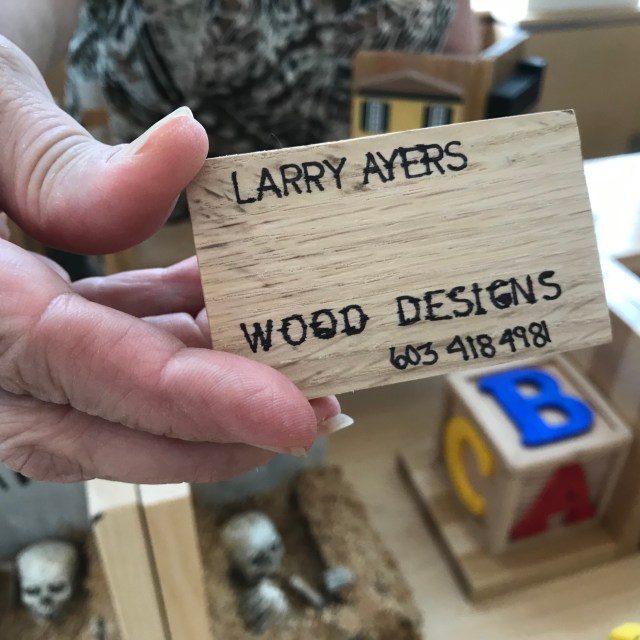 LARRY AYERS
WOOD DESIGNS
603 418 4981
B
C A